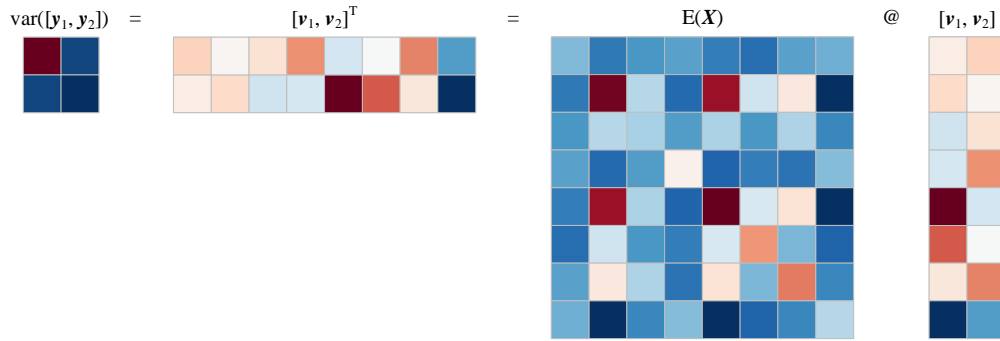 var([y₁, y₂]) = [v₁, v₂]ᵀ = E(X) @ [v₁, v₂]